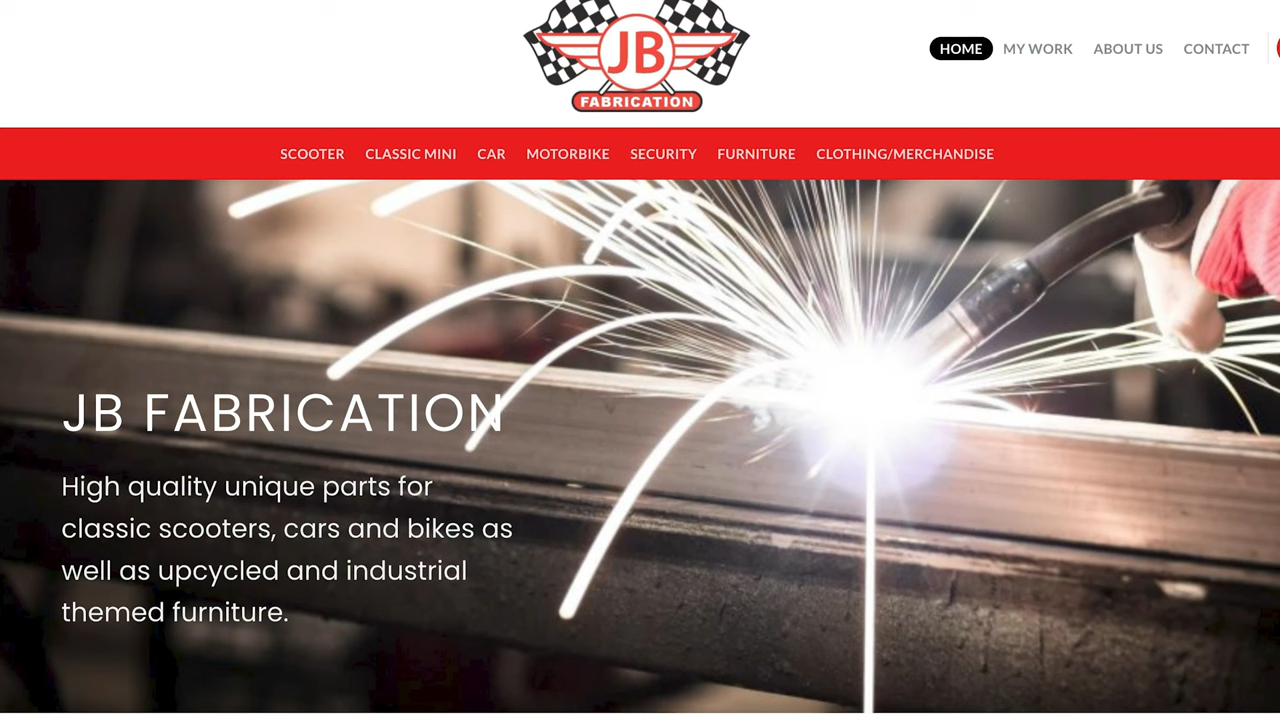 JB
FABRICATION
HOME MY WORK ABOUT US CONTACT
SCOOTER CLASSIC MINI CAR MOTORBIKE SECURITY FURNITURE CLOTHING/MERCHANDISE
JB FABRICATION
High quality unique parts for
classic scooters, cars and bikes as
well as upcycled and industrial
themed furniture.